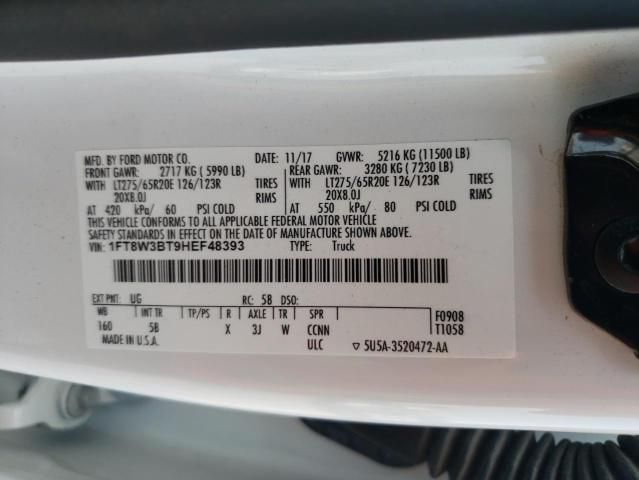 MFD. BY FORD MOTOR CO. DATE: 11/17 GVWR: 5216 KG (11500 LB)
FRONT GAWR: 2717 KG ( 5990 LB) REAR GAWR: 3280 KG ( 7230 LB)
WITH LT275/65R20E 126/123R TIRES WITH LT275/65R20E 126/123R TIRES
20X8.0J RIMS 20X8.0J RIMS
AT 420 kPa/ 60 PSI COLD AT 550 kPa/ 80 PSI COLD
THIS VEHICLE CONFORMS TO ALL APPLICABLE FEDERAL MOTOR VEHICLE
SAFETY STANDARDS IN EFFECT ON THE DATE OF MANUFACTURE SHOWN ABOVE.
VIN: 1FT8W3BT9HEF48393 TYPE: Truck
EXT PNT: UG RC: 58 DSO:
WB INT TR TP/PS R AXLE TR SPR F0908
160 5B X 3J W CCNN T1058
MADE IN U.S.A. ULC ▽ 5U5A-3520472-AA